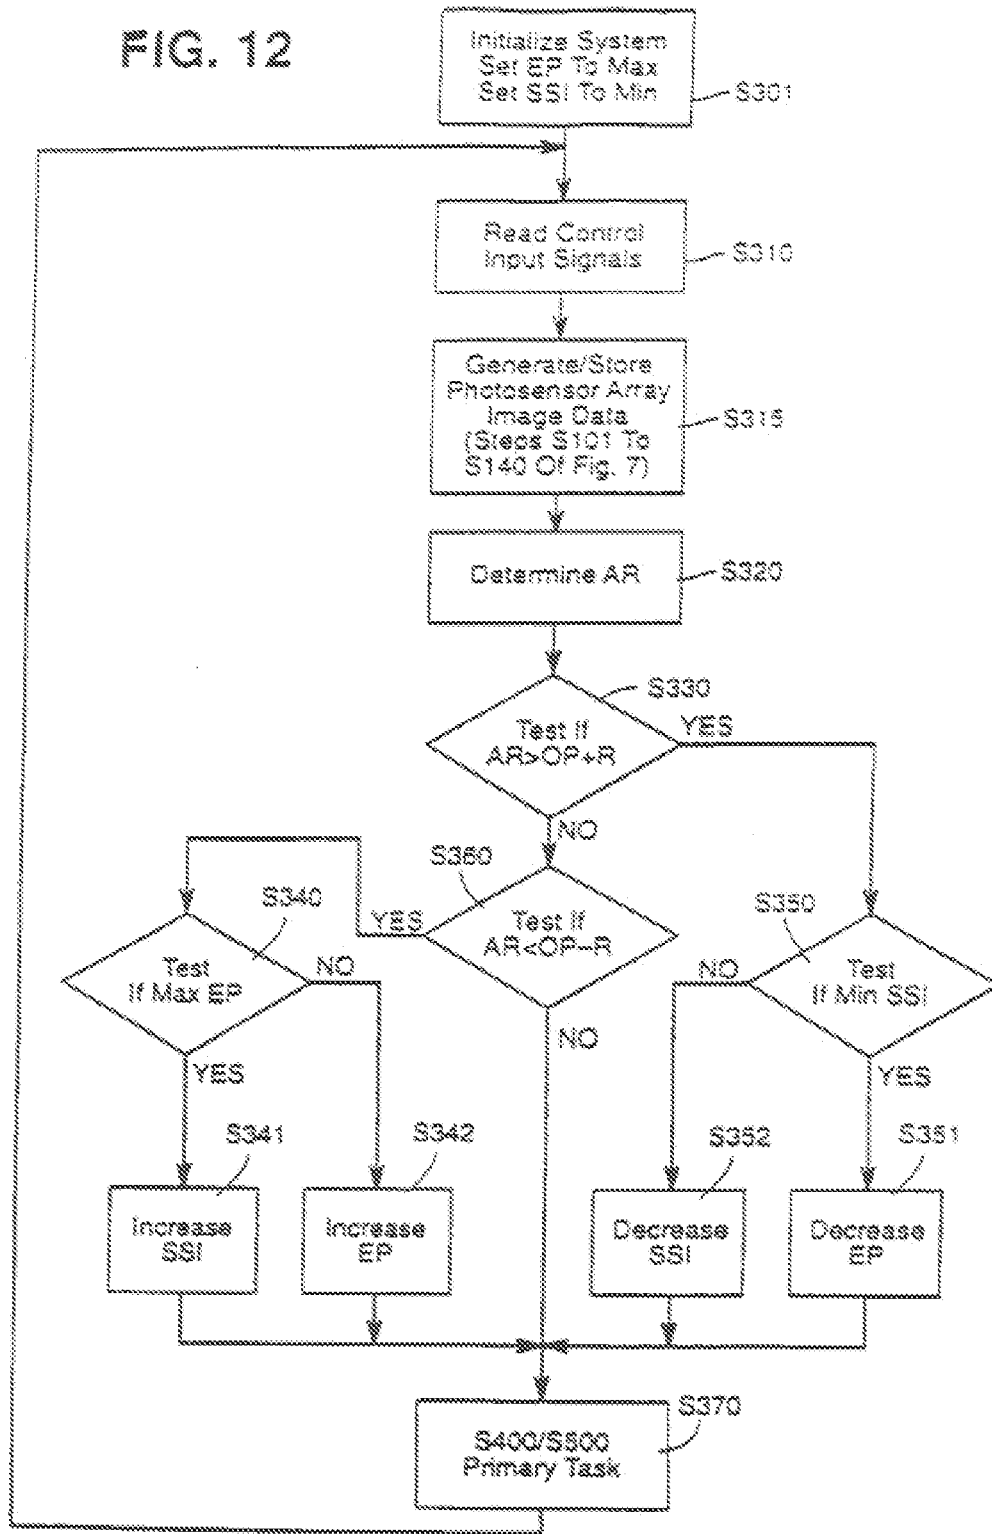 FIG. 12
Initialize System
Set EP To Max
Set SSI To Min
S301
Read Control
Input Signals
S310
Generate/Store
Photosensor Array
Image Data
(Steps S101 To
S140 Of Fig. 7)
S315
Determine AR
S320
S330
Test If
AR>OP+R
YES
NO
S360
Test If
AR<OP-R
YES
NO
S340
Test
If Max EP
NO
YES
S350
Test
If Min SSI
NO
YES
S341
Increase
SSI
S342
Increase
EP
S352
Decrease
SSI
S351
Decrease
EP
S370
S400/S500
Primary Task